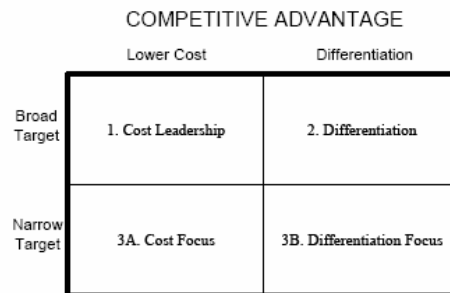 COMPETITIVE ADVANTAGE
Lower Cost Differentiation
Broad
Target
1. Cost Leadership 2. Differentiation
Narrow
Target
3A. Cost Focus 3B. Differentiation Focus